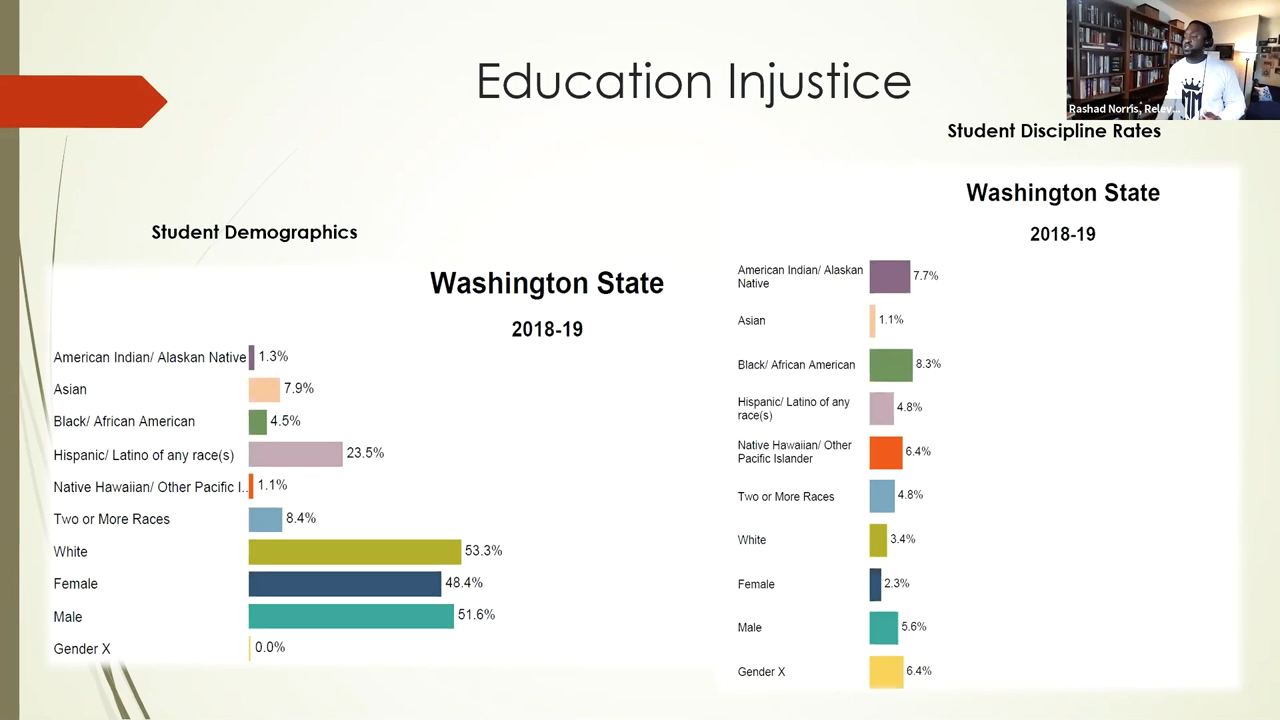 Education Injustice
Rashad Norris, Relev...
Student Discipline Rates
Student Demographics
Washington State
2018-19
American Indian/ Alaskan Native 1.3%
Asian 7.9%
Black/ African American 4.5%
Hispanic/ Latino of any race(s) 23.5%
Native Hawaiian/ Other Pacific I.. 1.1%
Two or More Races 8.4%
White 53.3%
Female 48.4%
Male 51.6%
Gender X 0.0%
Washington State
2018-19
American Indian/ Alaskan
Native 7.7%
Asian 1.1%
Black/ African American 8.3%
Hispanic/ Latino of any
race(s) 4.8%
Native Hawaiian/ Other
Pacific Islander 6.4%
Two or More Races 4.8%
White 3.4%
Female 2.3%
Male 5.6%
Gender X 6.4%